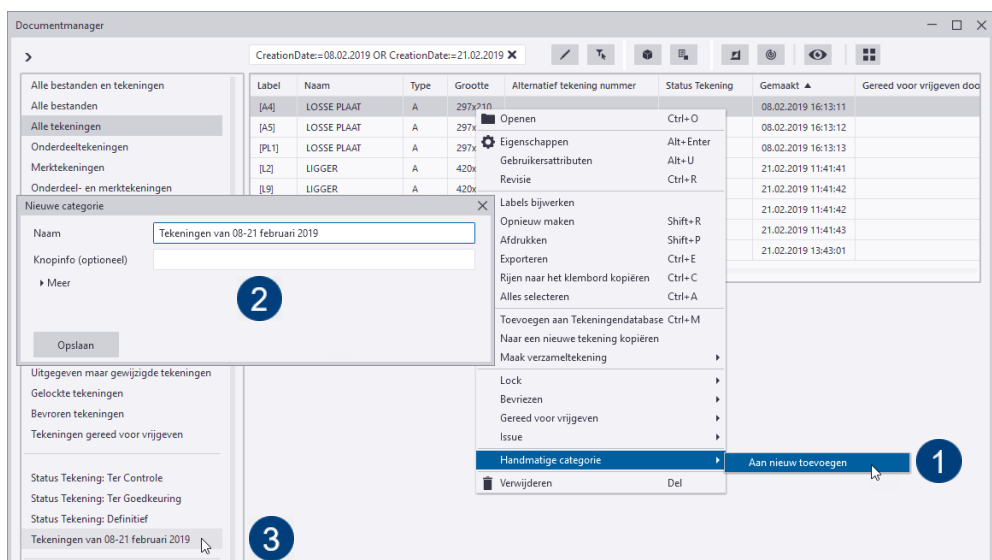 Documentmanager
CreationDate:=08.02.2019 OR CreationDate:=21.02.2019
Alle bestanden en tekeningen
Alle bestanden
Alle tekeningen
Onderdeeltekeningen
Merktekeningen
Onderdeel- en merktekeningen
Label Naam Type Grootte Alternatief tekening nummer Status Tekening Gemaakt Gereed voor vrijgeven doo
[A4] LOSSE PLAAT A 297x210 08.02.2019 16:13:11
[A5] LOSSE PLAAT A 297x 08.02.2019 16:13:12
[PL1] LOSSE PLAAT A 297x 08.02.2019 16:13:13
[L2] LIGGER A 420x 21.02.2019 11:41:41
[L9] LIGGER A 420x 21.02.2019 11:41:42
21.02.2019 11:41:42
21.02.2019 11:41:43
21.02.2019 13:43:01
Openen Ctrl+O
Eigenschappen Alt+Enter
Gebruikersattributen Alt+U
Revisie Ctrl+R
Labels bijwerken
Opnieuw maken Shift+R
Afdrukken Shift+P
Exporteren Ctrl+E
Rijen naar het klembord kopiëren Ctrl+C
Alles selecteren Ctrl+A
Toevoegen aan Tekeningendatabase Ctrl+M
Naar een nieuwe tekening kopiëren
Maak verzameltekening
Lock
Bevriezen
Gereed voor vrijgeven
Issue
Handmatige categorie
Verwijderen Del
Aan nieuw toevoegen
1
Nieuwe categorie
Naam Tekeningen van 08-21 februari 2019
Knopinfo (optioneel)
Meer
Opslaan
2
Uitgegeven maar gewijzigde tekeningen
Gelockte tekeningen
Bevroren tekeningen
Tekeningen gereed voor vrijgeven
Status Tekening: Ter Controle
Status Tekening: Ter Goedkeuring
Status Tekening: Definitief
Tekeningen van 08-21 februari 2019
3